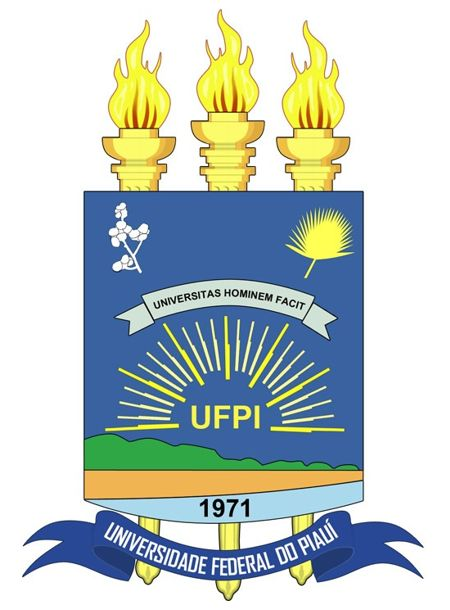 UNIVERSITAS HOMINEM FACIT
UFPI
1971
UNIVERSIDADE FEDERAL DO PIAUÍ